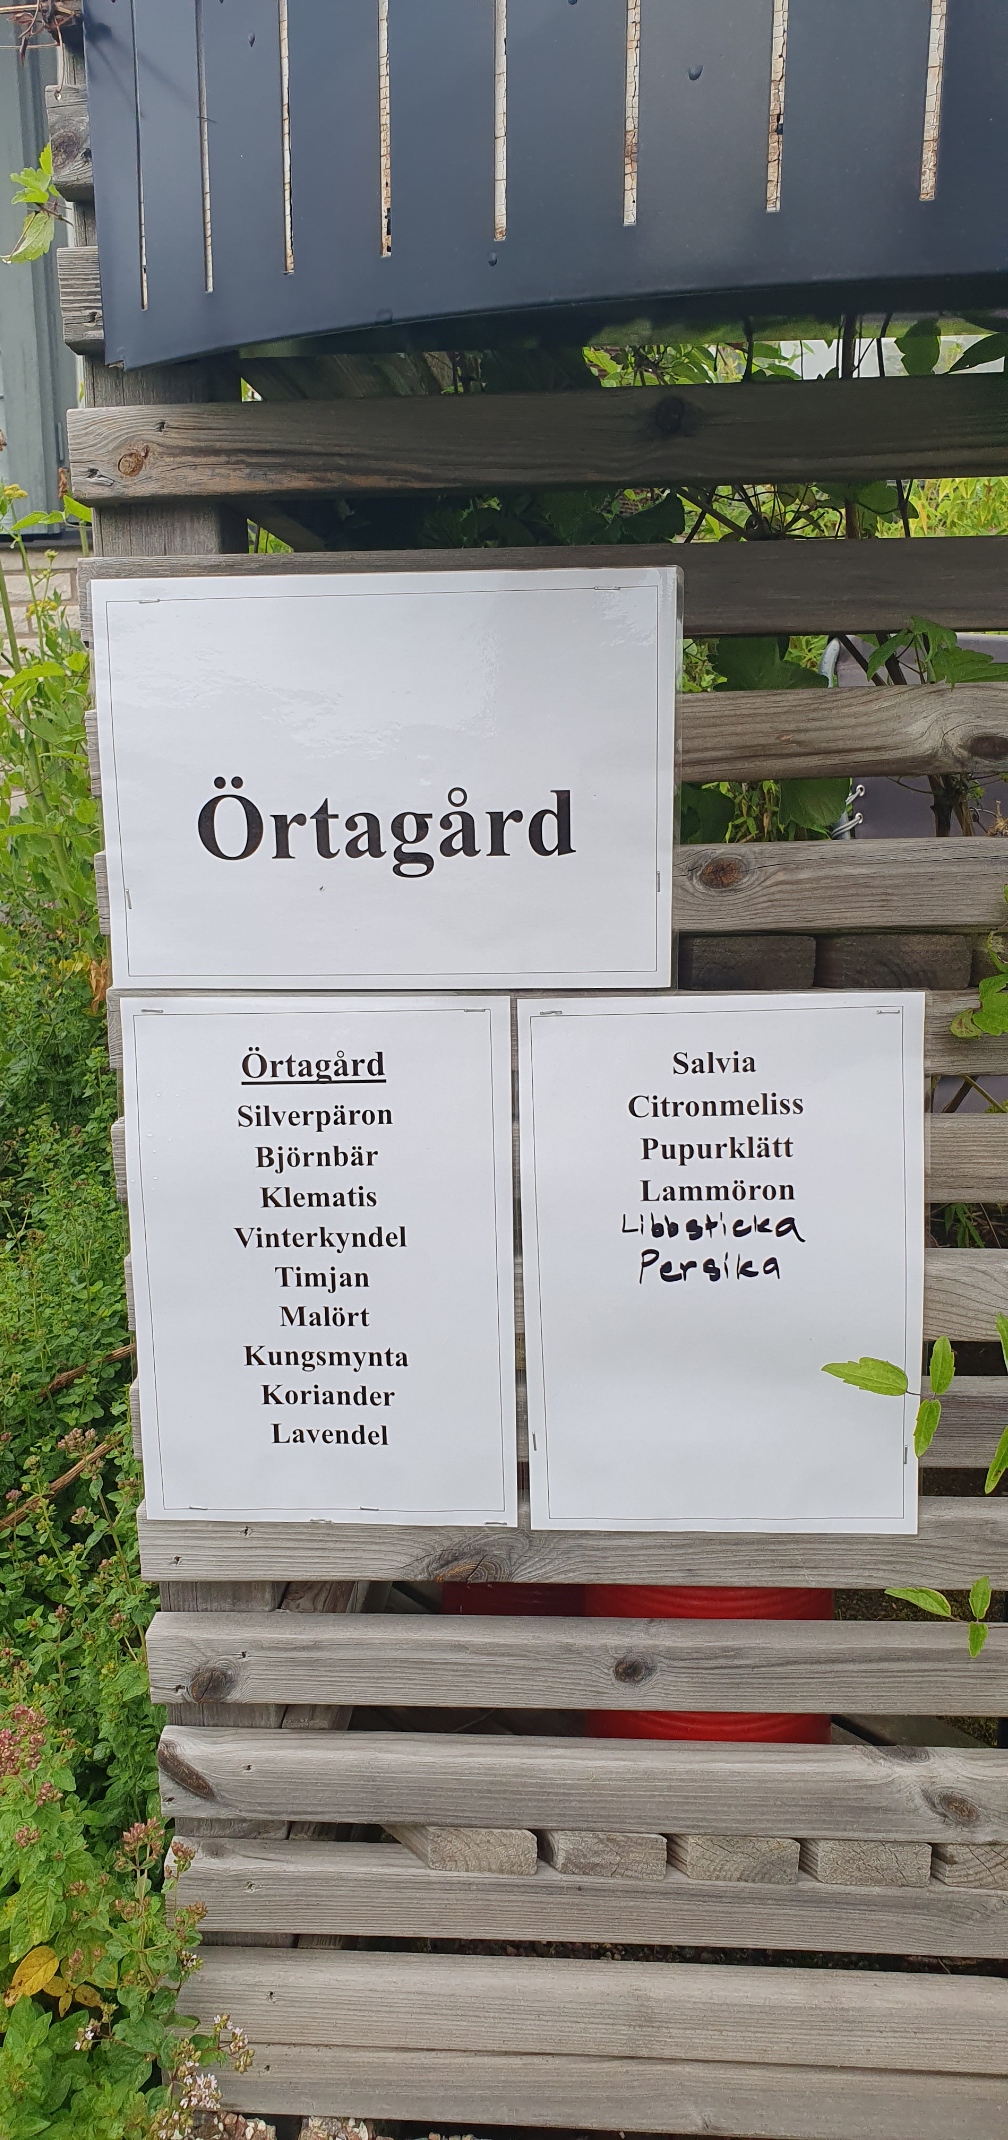 Örtagård
Örtagård
Silverpäron
Björnbär
Klematis
Vinterkyndel
Timjan
Malört
Kungsmynta
Koriander
Lavendel
Salvia
Citronmeliss
Pupurklätt
Lammöron
Libbsticka
Persika